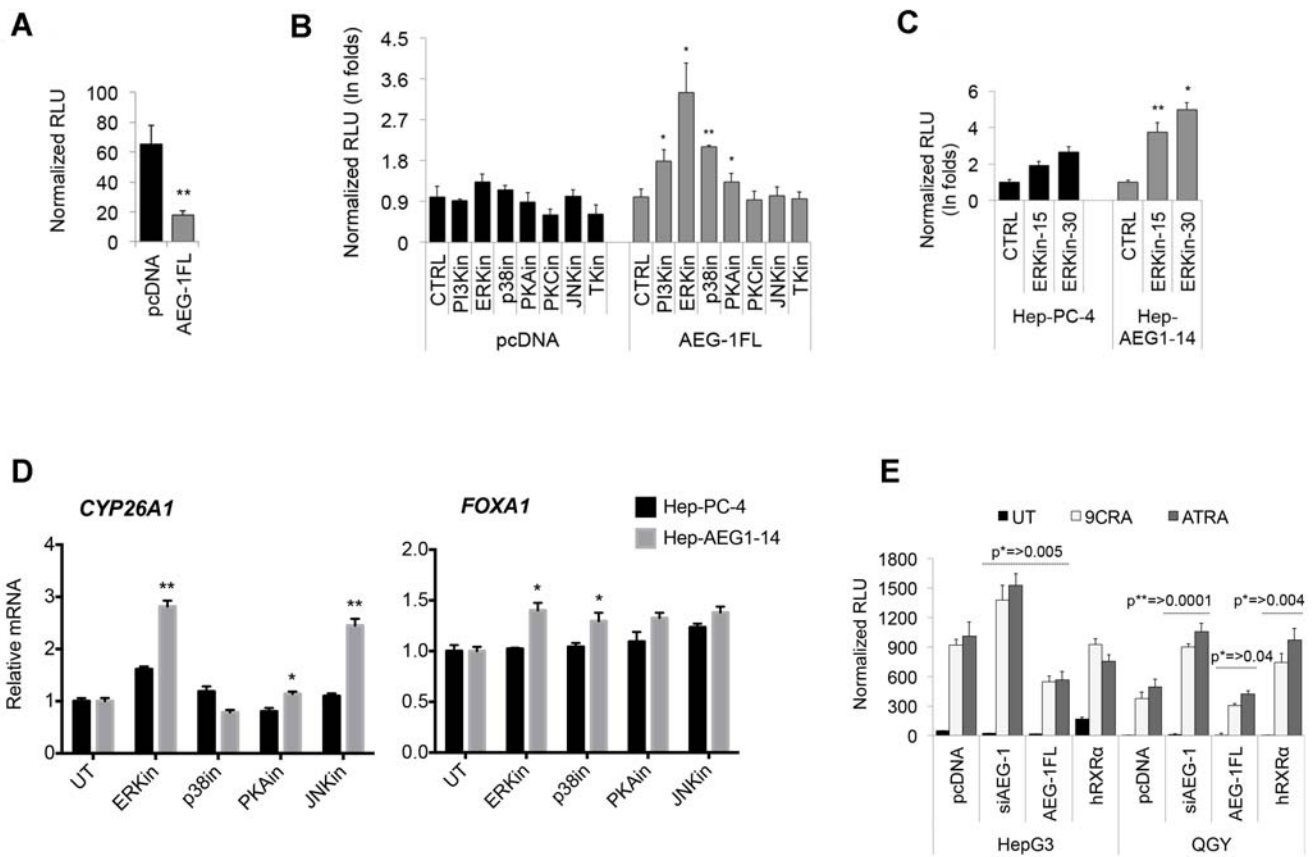 A
Normalized RLU
100
80
60
40
20
0
**
pcDNA
AEG-1FL
B
Normalized RLU (In folds)
4.5
3.6
2.7
1.8
0.9
0
*
*
**
*
CTRL
PI3Kin
ERKin
p38in
PKAin
PKCin
JNKin
TKin
CTRL
PI3Kin
ERKin
p38in
PKAin
PKCin
JNKin
TKin
pcDNA
AEG-1FL
C
Normalized RLU
(In folds)
6
4
2
0
**
*
CTRL
ERKin-15
ERKin-30
CTRL
ERKin-15
ERKin-30
Hep-PC-4
Hep-
AEG1-14
D
CYP26A1
Relative mRNA
4
3
2
1
0
**
*
**
UT
ERKin
p38in
PKAin
JNKin
FOXA1
Hep-PC-4
Hep-AEG1-14
2.0
1.5
1.0
0.5
0.0
*
*
UT
ERKin
p38in
PKAin
JNKin
E
UT
9CRA
ATRA
Normalized RLU
1800
1500
1200
900
600
300
0
p*=>0.005
p**=>0.0001
p*=>0.04
p*=>0.004
pcDNA
siAEG-1
AEG-1FL
hRXRα
pcDNA
siAEG-1
AEG-1FL
hRXRα
HepG3
QGY